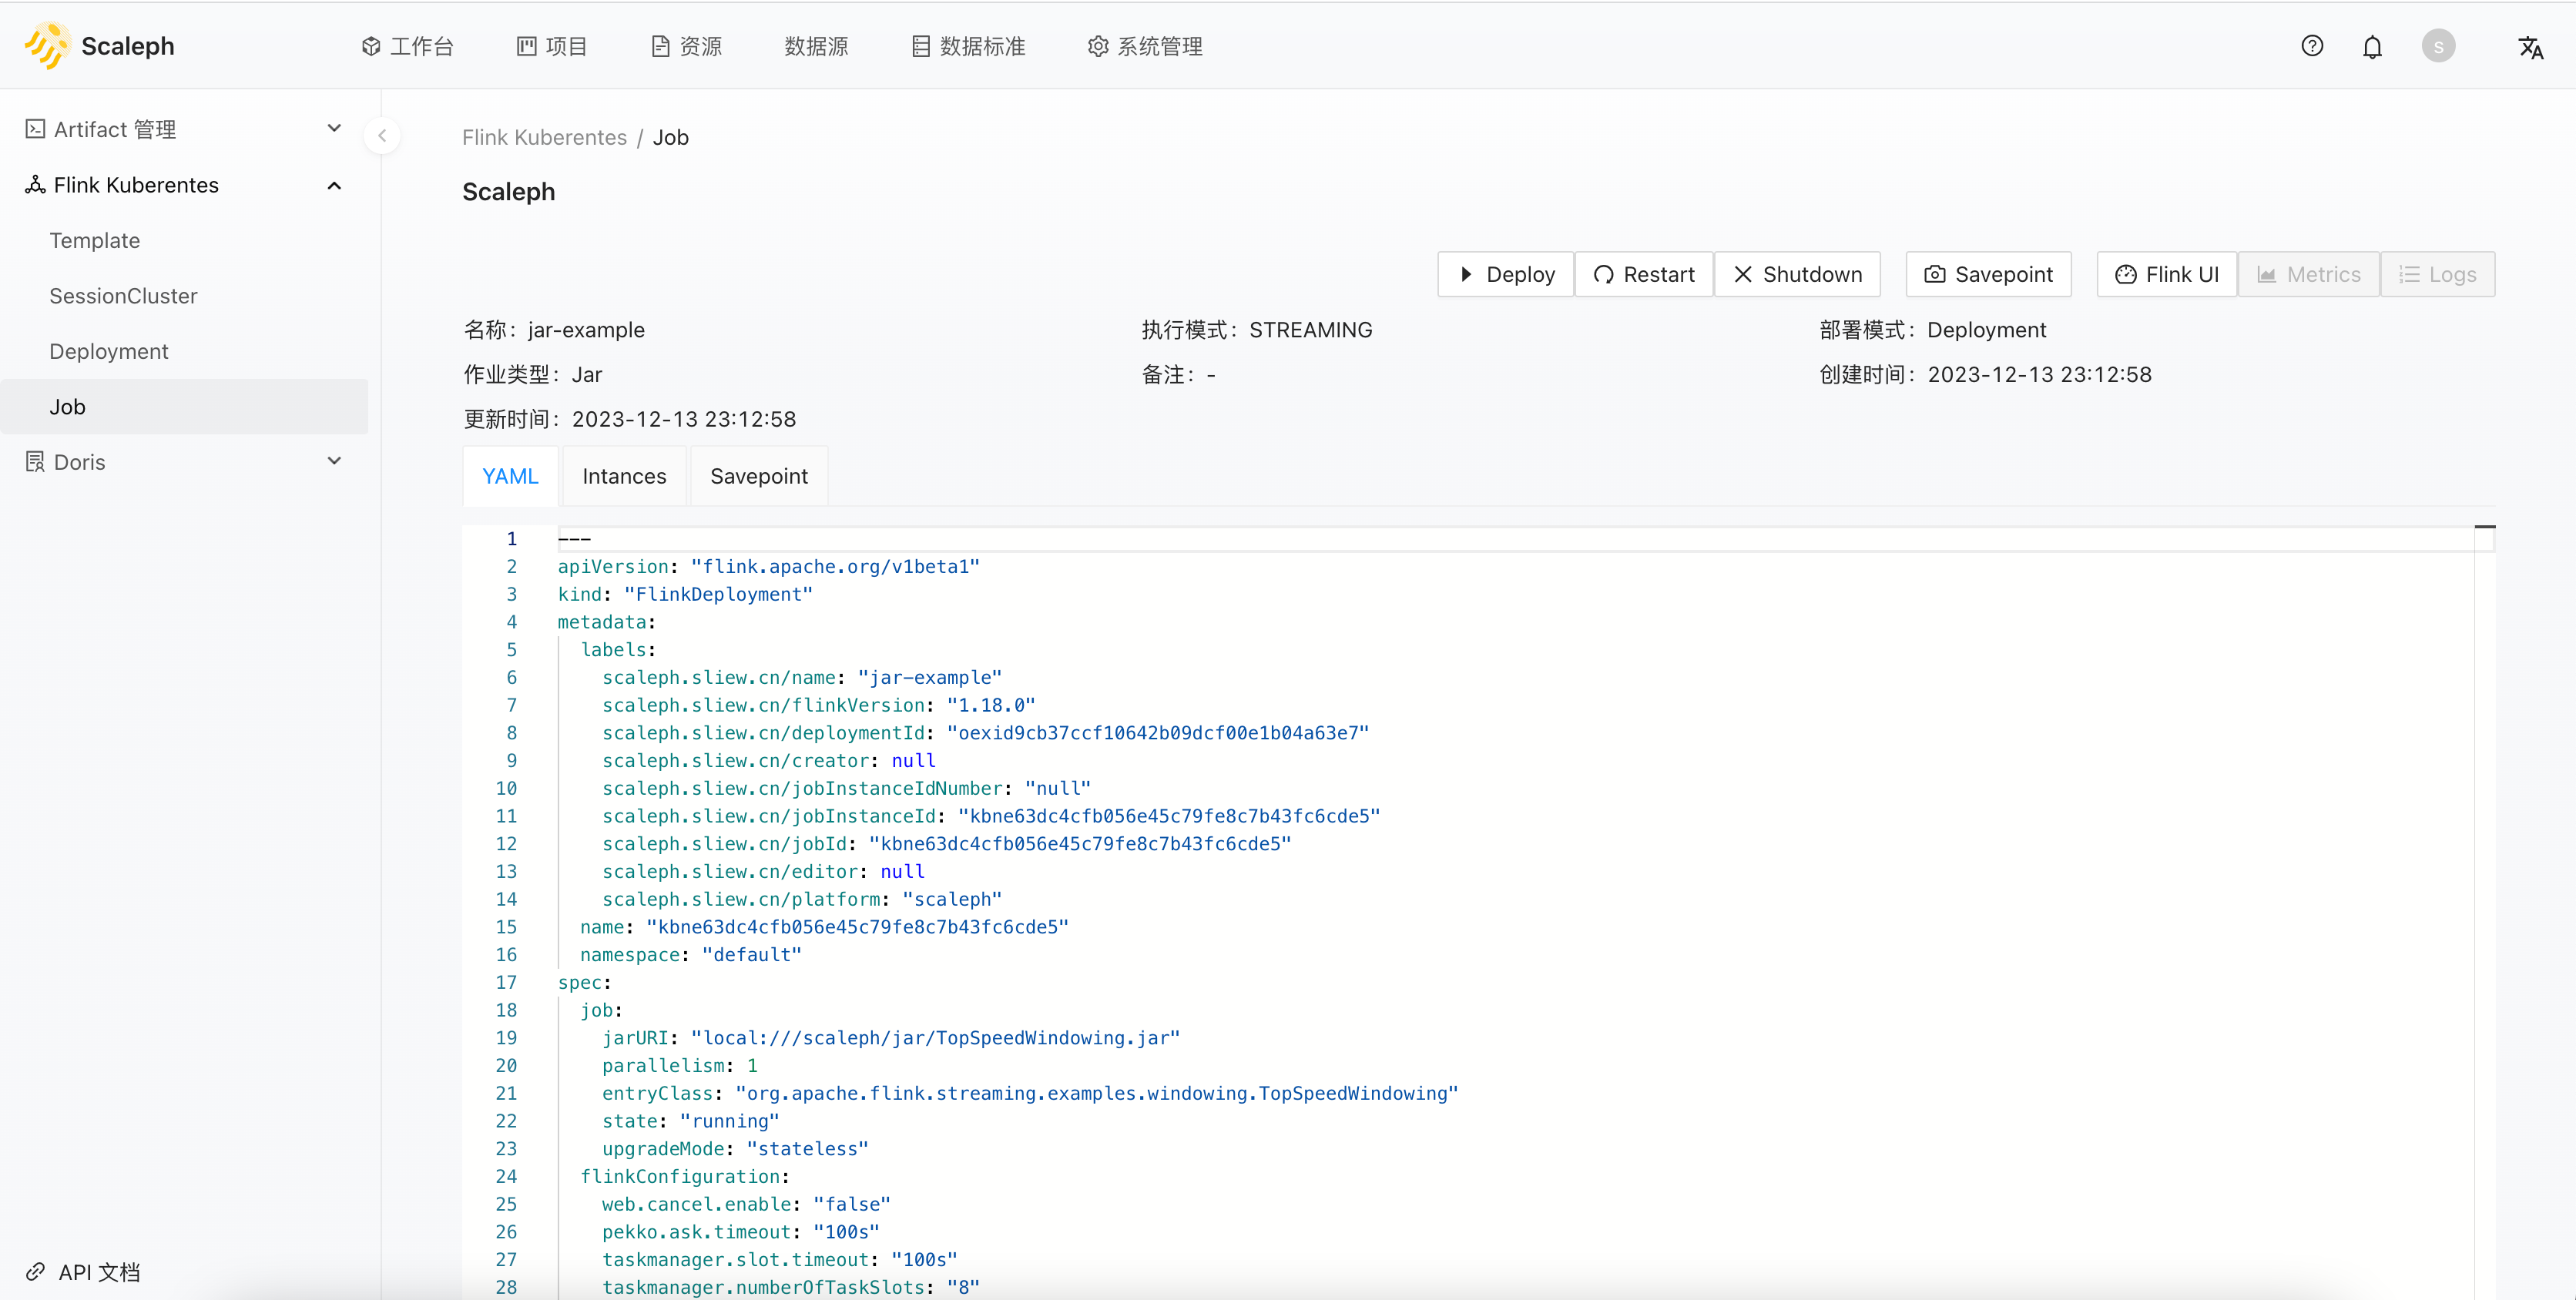 Scaleph
工作台
项目
资源
数据源
数据标准
系统管理
S
Artifact 管理
Flink Kuberentes
Template
SessionCluster
Deployment
Job
Doris
API 文档
Flink Kuberentes / Job
Scaleph
Deploy
Restart
Shutdown
Savepoint
Flink UI
Metrics
Logs
名称：jar-example
执行模式：STREAMING
部署模式：Deployment
作业类型：Jar
备注：-
创建时间：2023-12-13 23:12:58
更新时间：2023-12-13 23:12:58
YAML
Intances
Savepoint
1 ---
2 apiVersion: "flink.apache.org/v1beta1"
3 kind: "FlinkDeployment"
4 metadata:
5 labels:
6 scaleph.sliew.cn/name: "jar-example"
7 scaleph.sliew.cn/flinkVersion: "1.18.0"
8 scaleph.sliew.cn/deploymentId: "oexid9cb37ccf10642b09dcf00e1b04a63e7"
9 scaleph.sliew.cn/creator: null
10 scaleph.sliew.cn/jobInstanceIdNumber: "null"
11 scaleph.sliew.cn/jobInstanceId: "kbne63dc4cfb056e45c79fe8c7b43fc6cde5"
12 scaleph.sliew.cn/jobId: "kbne63dc4cfb056e45c79fe8c7b43fc6cde5"
13 scaleph.sliew.cn/editor: null
14 scaleph.sliew.cn/platform: "scaleph"
15 name: "kbne63dc4cfb056e45c79fe8c7b43fc6cde5"
16 namespace: "default"
17 spec:
18 job:
19 jarURI: "local:///scaleph/jar/TopSpeedWindowing.jar"
20 parallelism: 1
21 entryClass: "org.apache.flink.streaming.examples.windowing.TopSpeedWindowing"
22 state: "running"
23 upgradeMode: "stateless"
24 flinkConfiguration:
25 web.cancel.enable: "false"
26 pekko.ask.timeout: "100s"
27 taskmanager.slot.timeout: "100s"
28 taskmanager.numberOfTaskSlots: "8"